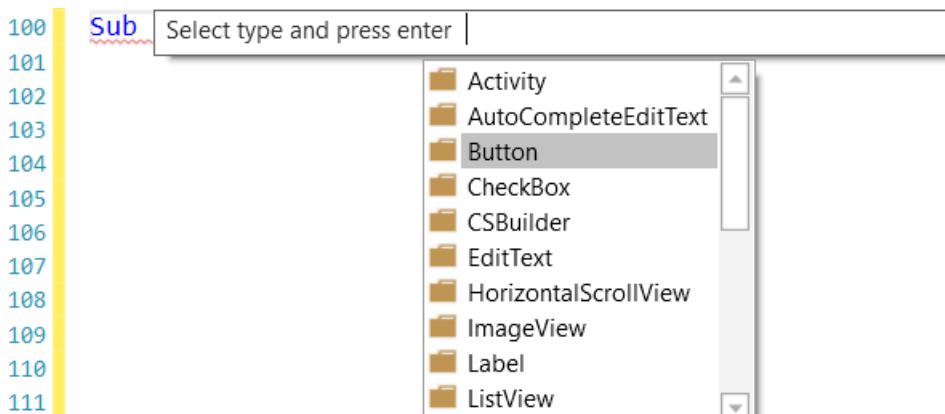 100 Sub Select type and press enter
101
Activity
102
AutoCompleteEditText
103
Button
104
CheckBox
105
CSBuilder
106
EditText
107
HorizontalScrollView
108
ImageView
109
Label
110
ListView
111